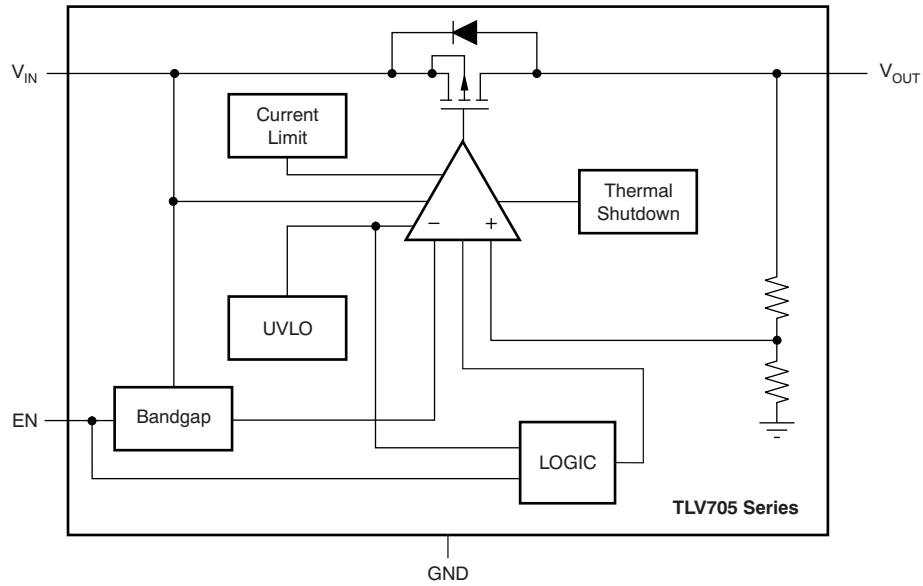 V_IN
V_OUT
Current
Limit
Thermal
Shutdown
−
+
UVLO
EN
Bandgap
LOGIC
TLV705 Series
GND